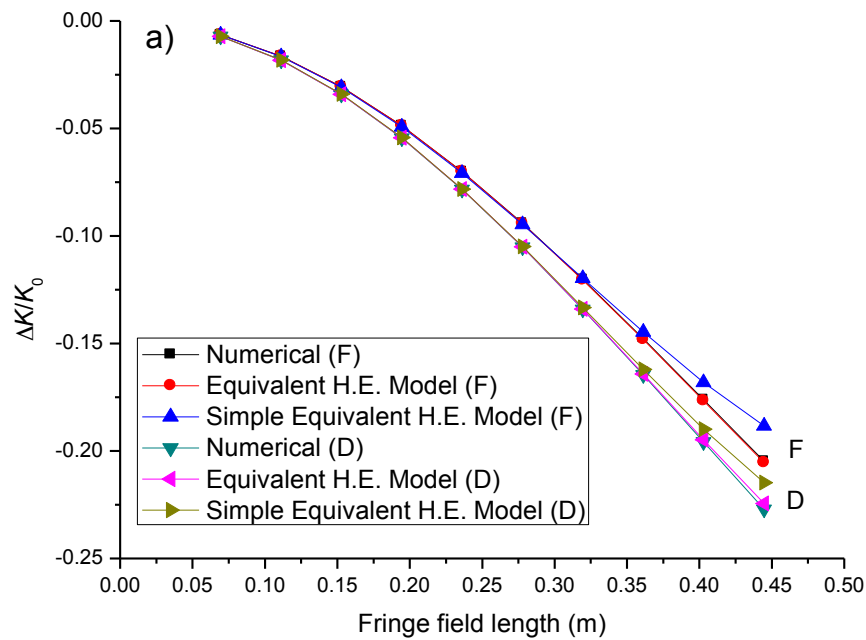 a)
0.00
-0.05
-0.10
-0.15
-0.20
-0.25
ΔK/K₀
Numerical (F)
Equivalent H.E. Model (F)
Simple Equivalent H.E. Model (F)
Numerical (D)
Equivalent H.E. Model (D)
Simple Equivalent H.E. Model (D)
F
D
0.00 0.05 0.10 0.15 0.20 0.25 0.30 0.35 0.40 0.45 0.50
Fringe field length (m)